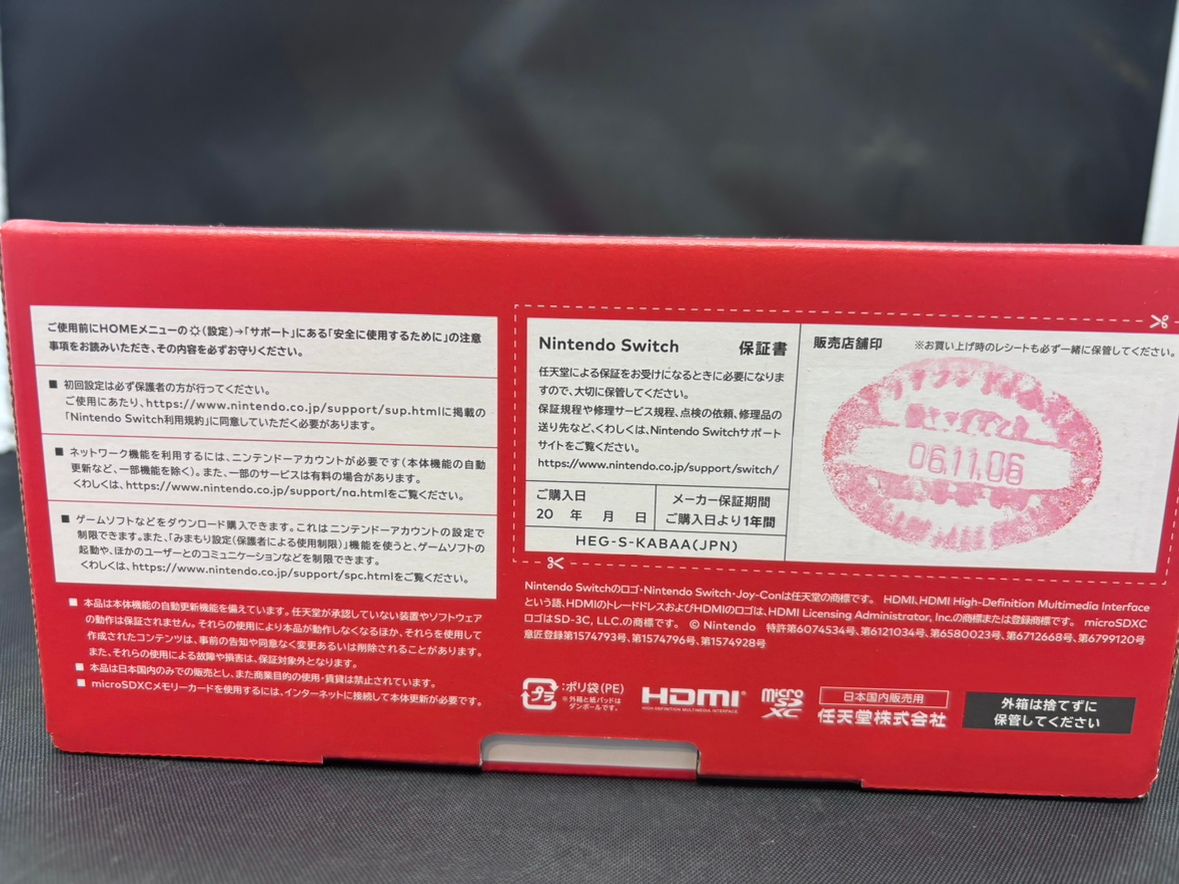 ご使用前にHOMEメニューの(設定)→「サポート」にある「安全に使用するために」の注意
事項をお読みいただき、その内容を必ずお守りください。
■ 初回設定は必ず保護者の方が行ってください。
ご使用にあたり、https://www.nintendo.co.jp/support/sup.htmlに掲載の
「Nintendo Switch利用規約」に同意していただく必要があります。
■ ネットワーク機能を利用するには、ニンテンドーアカウントが必要です(本体機能の自動
更新など、一部機能を除く)。また、一部のサービスは有料の場合があります。
くわしくは、https://www.nintendo.co.jp/support/na.htmlをご覧ください。
■ ゲームソフトなどをダウンロード購入できます。これはニンテンドーアカウントの設定で
制限できます。また、「みまもり設定(保護者による使用制限)」機能を使うと、ゲームソフトの
起動や、ほかのユーザーとのコミュニケーションなどを制限できます。
くわしくは、https://www.nintendo.co.jp/support/spc.htmlをご覧ください。
■ 本品は本体機能の自動更新機能を備えています。任天堂が承認していない装置やソフトウェア
の動作は保証されません。それらの使用により本品が動作しなくなるほか、それらを使用して
作成されたコンテンツは、事前の告知や同意なく変更あるいは削除されることがあります。
また、それらの使用による故障や損害は、保証対象外となります。
■ 本品は日本国内のみでの販売とし、また商業目的の使用・賃貸は禁止されています。
■ microSDXCメモリーカードを使用するには、インターネットに接続して本体更新が必要です。
Nintendo Switch 保証書
任天堂による保証をお受けになるときに必要になりま
すので、大切に保管してください。
保証規程や修理サービス規程、点検の依頼、修理品の
送り先など、くわしくは、Nintendo Switchサポート
サイトをご覧ください。
https://www.nintendo.co.jp/support/switch/
ご購入日
20 年 月 日
メーカー保証期間
ご購入日より1年間
HEG-S-KABAA(JPN)
販売店舗印 ※お買い上げ時のレシートも必ず一緒に保管してください。
06.11.06
Nintendo Switchのロゴ・Nintendo Switch・Joy-Conは任天堂の商標です。 HDMI、HDMI High-Definition Multimedia Interface
という語、HDMIのトレードドレスおよびHDMIのロゴは、HDMI Licensing Administrator, Inc.の商標または登録商標です。 microSDXC
ロゴはSD-3C, LLC.の商標です。 © Nintendo 特許第6074534号、第6121034号、第6580023号、第6712668号、第6799120号
意匠登録第1574793号、第1574796号、第1574928号
プラ :ポリ袋(PE)
※外箱と紙パッドは
ダンボールです。
HDMI
HIGH-DEFINITION MULTIMEDIA INTERFACE
micro
SD
XC
日本国内販売用
任天堂株式会社
外箱は捨てずに
保管してください